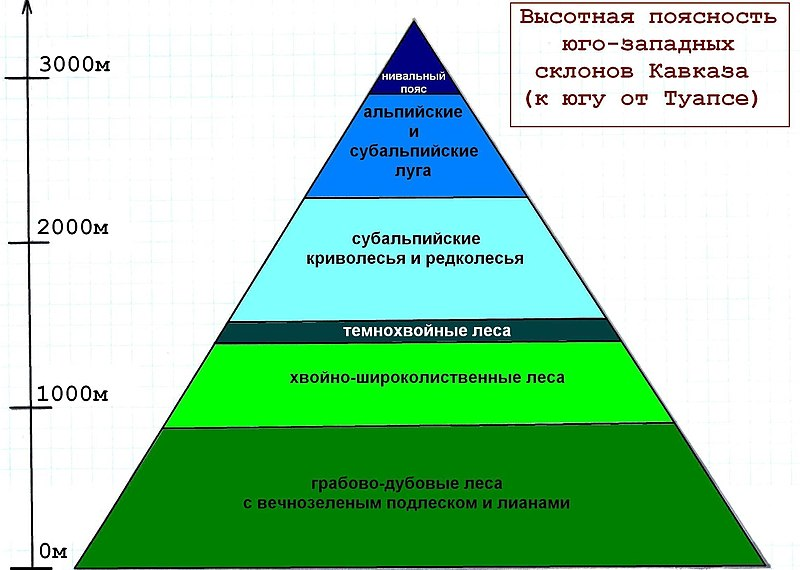 Высотная поясность
юго-западных
склонов Кавказа
(к югу от Туапсе)
3000м
нивальный
пояс
альпийские
и
субальпийские
луга
2000м
субальпийские
криволесья и редколесья
темнохвойные леса
хвойно-широколиственные леса
1000м
грабово-дубовые леса
с вечнозеленым подлеском и лианами
0м